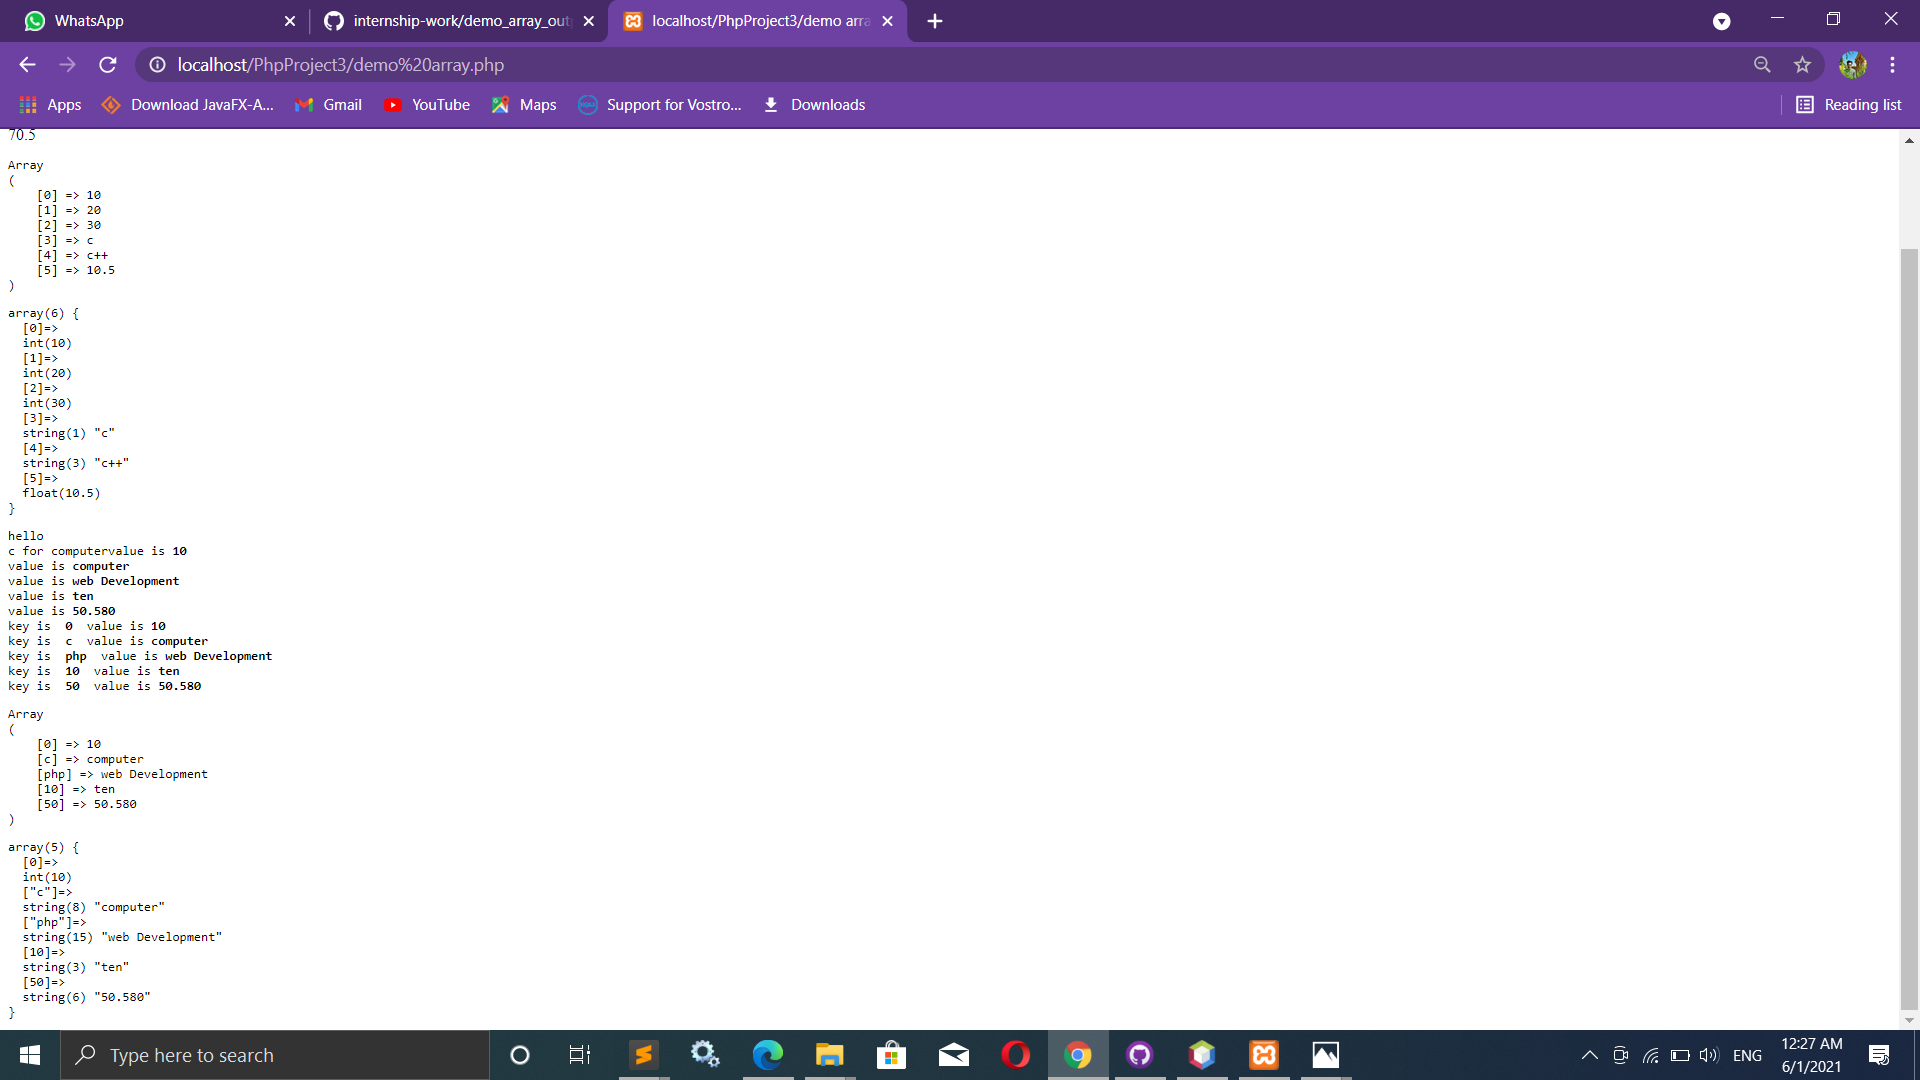 WhatsApp
internship-work/demo_array_out
localhost/PhpProject3/demo arra
localhost/PhpProject3/demo%20array.php
Apps
Download JavaFX-A...
Gmail
YouTube
Maps
Support for Vostro...
Downloads
Reading list
70.5
Array
(
    [0] => 10
    [1] => 20
    [2] => 30
    [3] => c
    [4] => c++
    [5] => 10.5
)
array(6) {
  [0]=>
  int(10)
  [1]=>
  int(20)
  [2]=>
  int(30)
  [3]=>
  string(1) "c"
  [4]=>
  string(3) "c++"
  [5]=>
  float(10.5)
}
hello
c for computervalue is 10
value is computer
value is web Development
value is ten
value is 50.580
key is  0  value is 10
key is  c  value is computer
key is  php  value is web Development
key is  10  value is ten
key is  50  value is 50.580
Array
(
    [0] => 10
    [c] => computer
    [php] => web Development
    [10] => ten
    [50] => 50.580
)
array(5) {
  [0]=>
  int(10)
  ["c"]=>
  string(8) "computer"
  ["php"]=>
  string(15) "web Development"
  [10]=>
  string(3) "ten"
  [50]=>
  string(6) "50.580"
}
Type here to search
ENG
12:27 AM
6/1/2021